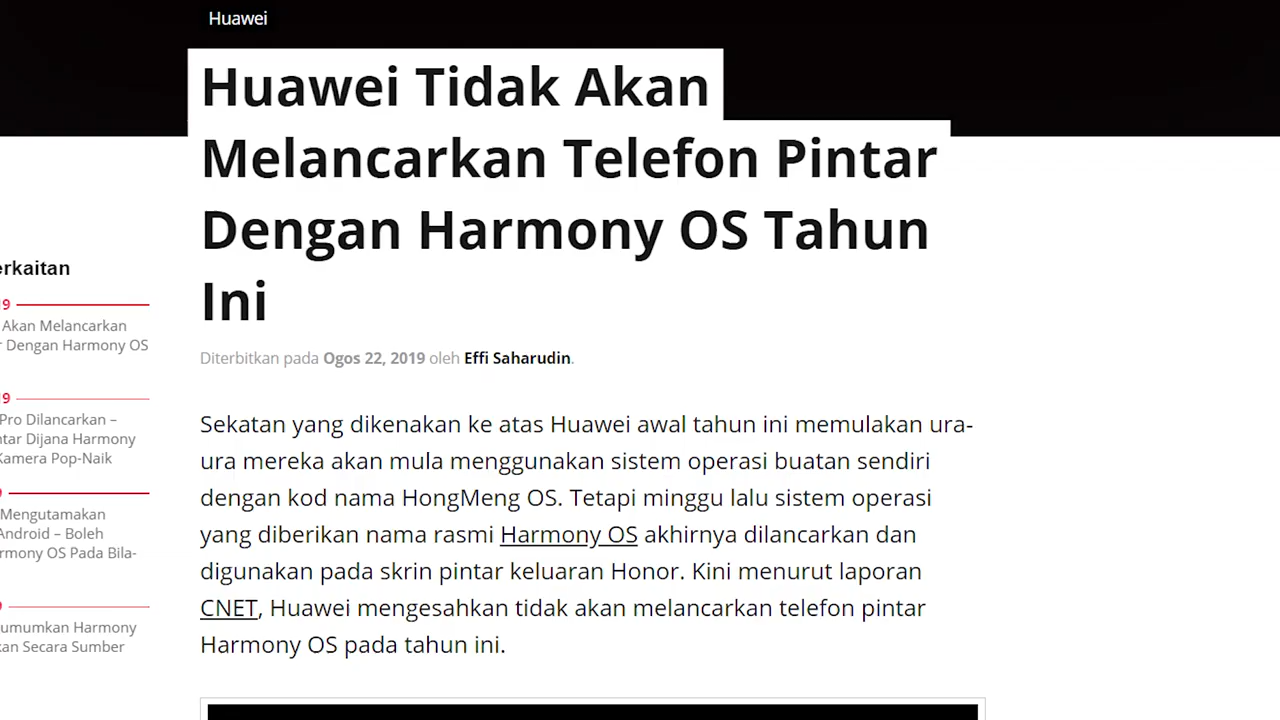 Huawei
Huawei Tidak Akan
Melancarkan Telefon Pintar
Dengan Harmony OS Tahun
Ini
Diterbitkan pada Ogos 22, 2019 oleh Effi Saharudin.
Sekatan yang dikenakan ke atas Huawei awal tahun ini memulakan ura-
ura mereka akan mula menggunakan sistem operasi buatan sendiri
dengan kod nama HongMeng OS. Tetapi minggu lalu sistem operasi
yang diberikan nama rasmi Harmony OS akhirnya dilancarkan dan
digunakan pada skrin pintar keluaran Honor. Kini menurut laporan
CNET, Huawei mengesahkan tidak akan melancarkan telefon pintar
Harmony OS pada tahun ini.
Akan Melancarkan
Dengan Harmony OS
Pro Dilancarkan –
Dijana Harmony
Kamera Pop-Naik
Mengutamakan
Android – Boleh
OS Pada Bila-
Harmony
Secara Sumber